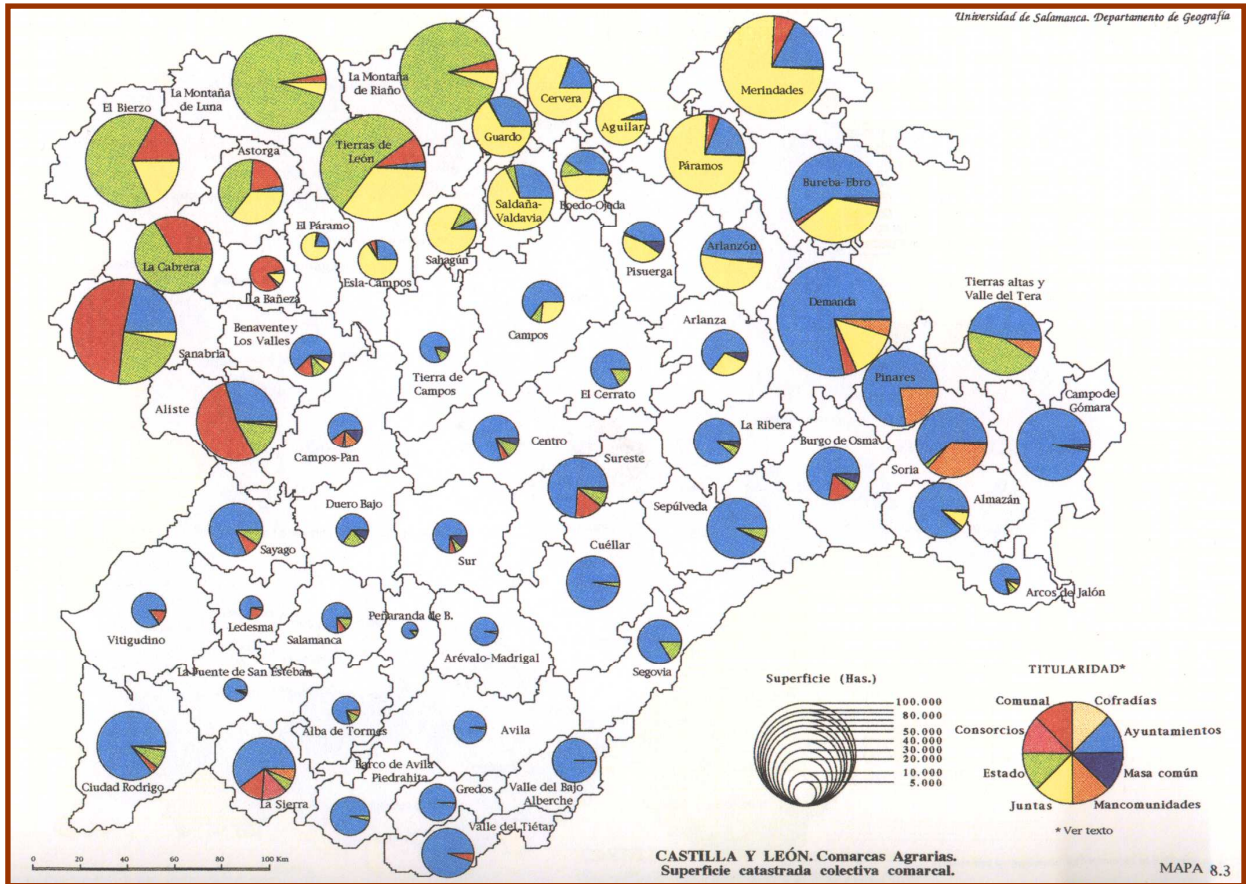 Universidad de Salamanca. Departamento de Geografía
La Montaña
de Luna
La Montaña
de Riaño
Cervera
Merindades
El Bierzo
Guardo
Aguilar
Astorga
Tierras
de León
Páramos
Saldaña-
Valdavia
Boedo-Ojeda
Bureba-Ebro
El Páramo
La Cabrera
Sahagún
Pisuerga
Arlanzón
La Bañeza
Esla-Campos
Demanda
Tierras altas y
Valle del Tera
Sanabria
Benavente y
Los Valles
Campos
Arlanza
Tierra de
Campos
El Cerrato
Pinares
Campo de
Gómara
Aliste
Campos-Pan
Centro
La Ribera
Burgo de Osma
Soria
Sureste
Almazán
Sayago
Duero Bajo
Sur
Sepúlveda
Cuéllar
Arcos de Jalón
Vitigudino
Ledesma
Salamanca
Peñaranda de B.
Arévalo-Madrigal
Segovia
La Fuente de San Esteban
Alba de Tormes
Avila
Ciudad Rodrigo
La Sierra
Barco de Avila
Piedrahita
Gredos
Valle del Bajo
Alberche
Valle del Tiétar
Superficie (Has.)
100.000
80.000
50.000
40.000
30.000
20.000
10.000
5.000
TITULARIDAD*
Comunal
Cofradías
Consorcios
Ayuntamientos
Estado
Masa común
Juntas
Mancomunidades
* Ver texto
0 20 40 60 80 100 Km
CASTILLA Y LEÓN. Comarcas Agrarias.
Superficie catastrada colectiva comarcal.
MAPA 8.3